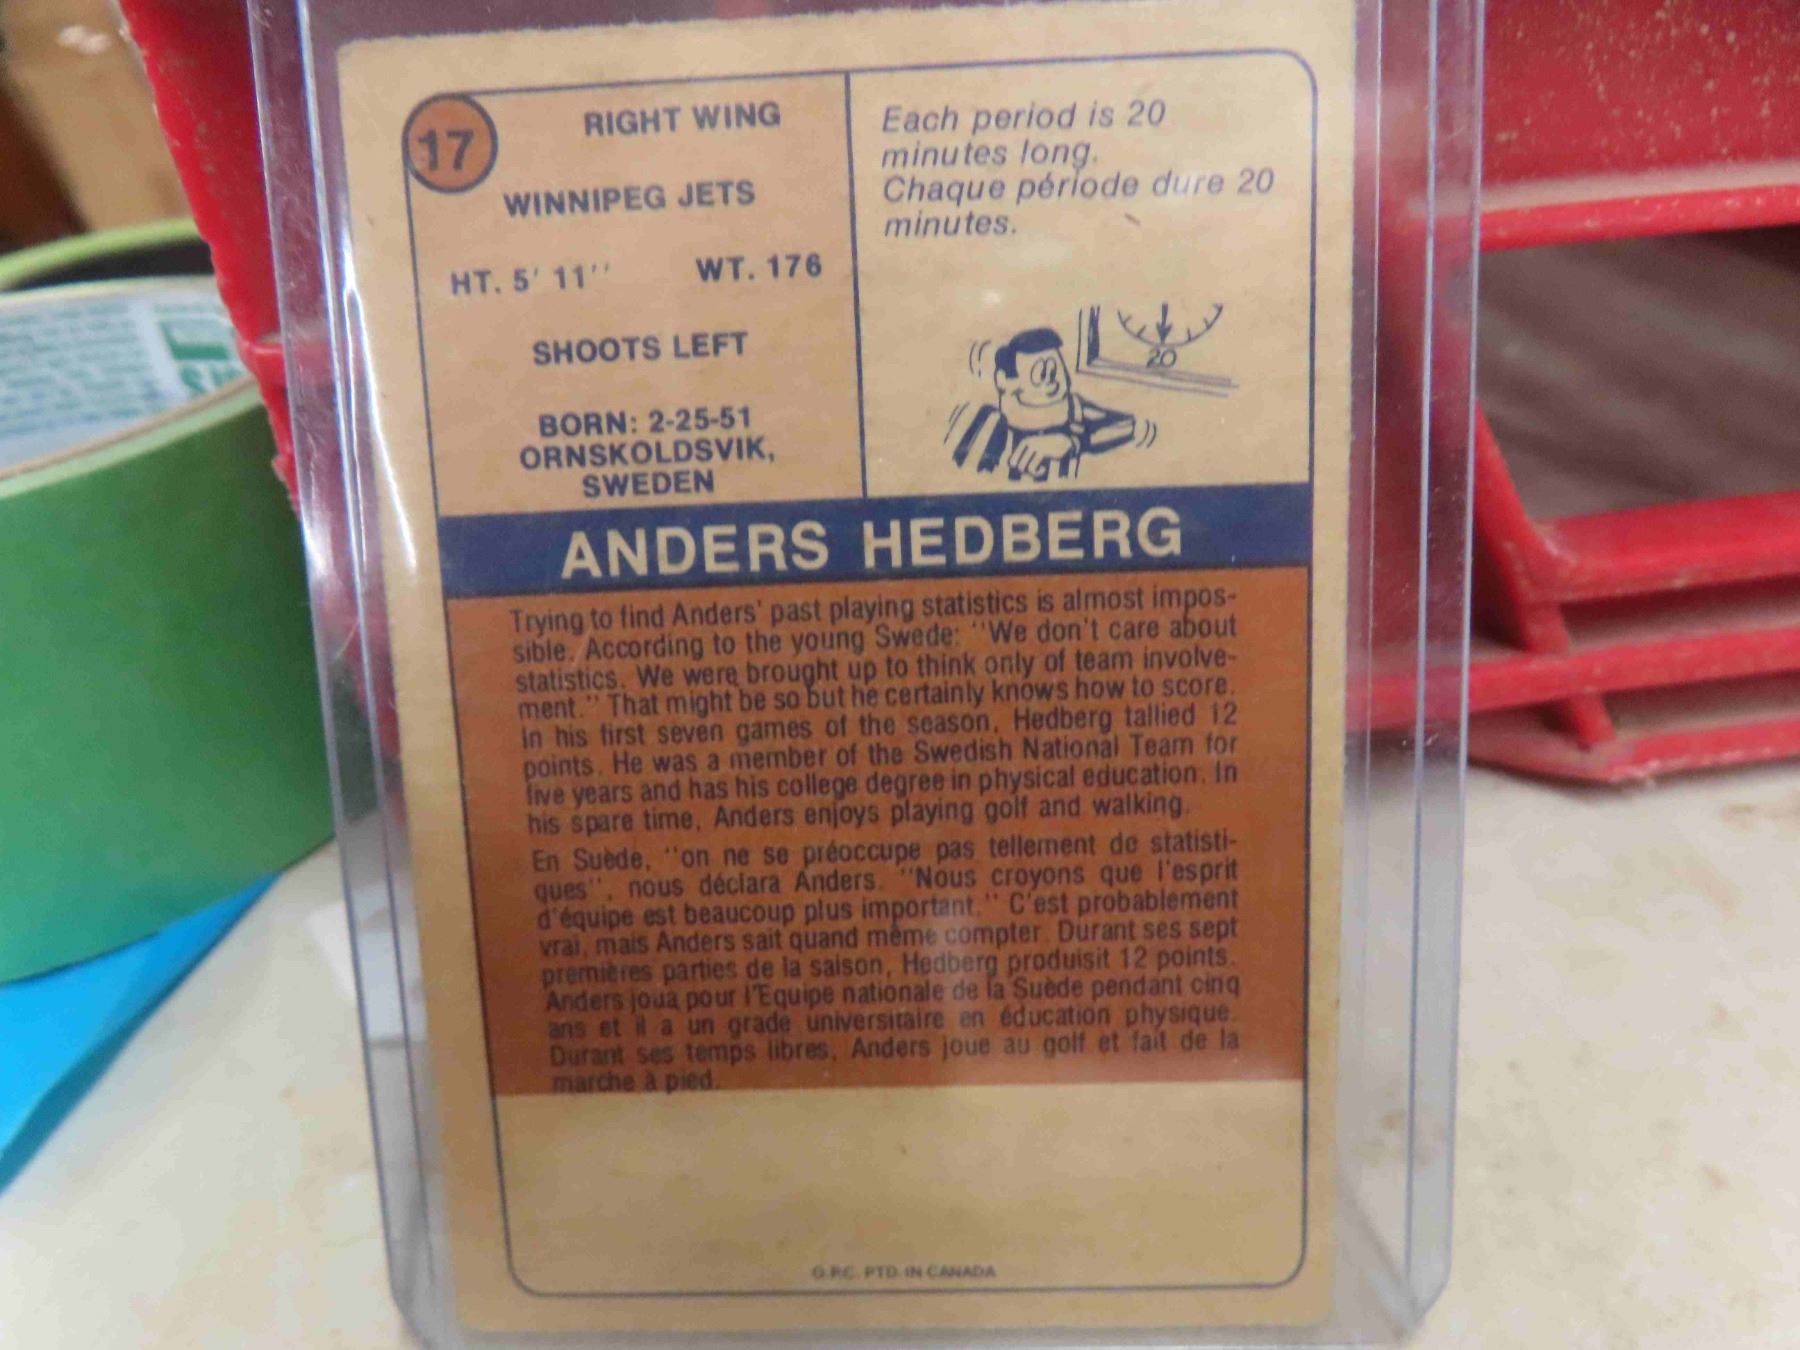 17
RIGHT WING
WINNIPEG JETS
HT. 5' 11''
WT. 176
SHOOTS LEFT
BORN: 2-25-51
ORNSKOLDSVIK,
SWEDEN
Each period is 20
minutes long.
Chaque période dure 20
minutes.
20
ANDERS HEDBERG
Trying to find Anders' past playing statistics is almost impos-
sible. According to the young Swede: "We don't care about
statistics. We were brought up to think only of team involve-
ment." That might be so but he certainly knows how to score.
In his first seven games of the season, Hedberg tallied 12
points. He was a member of the Swedish National Team for
five years and has his college degree in physical education. In
his spare time, Anders enjoys playing golf and walking.
En Suède, "on ne se préoccupe pas tellement de statisti-
ques", nous déclara Anders. "Nous croyons que l'esprit
d'équipe est beaucoup plus important." C'est probablement
vrai, mais Anders sait quand même compter. Durant ses sept
premières parties de la saison, Hedberg produisit 12 points.
Anders joua pour l'Equipe nationale de la Suède pendant cinq
ans et il a un grade universitaire en éducation physique.
Durant ses temps libres, Anders joue au golf et fait de la
marche à pied.
O.P.C. PTD. IN CANADA